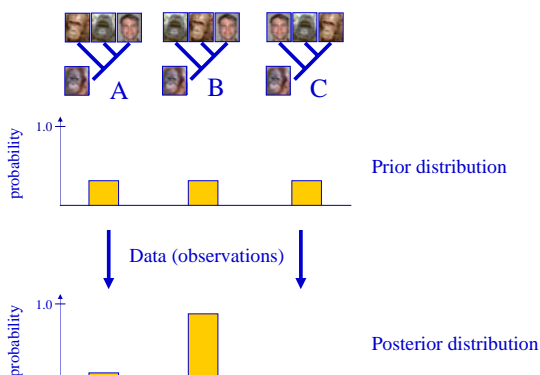 A B C
1.0
probability
Prior distribution
Data (observations)
1.0
probability
Posterior distribution